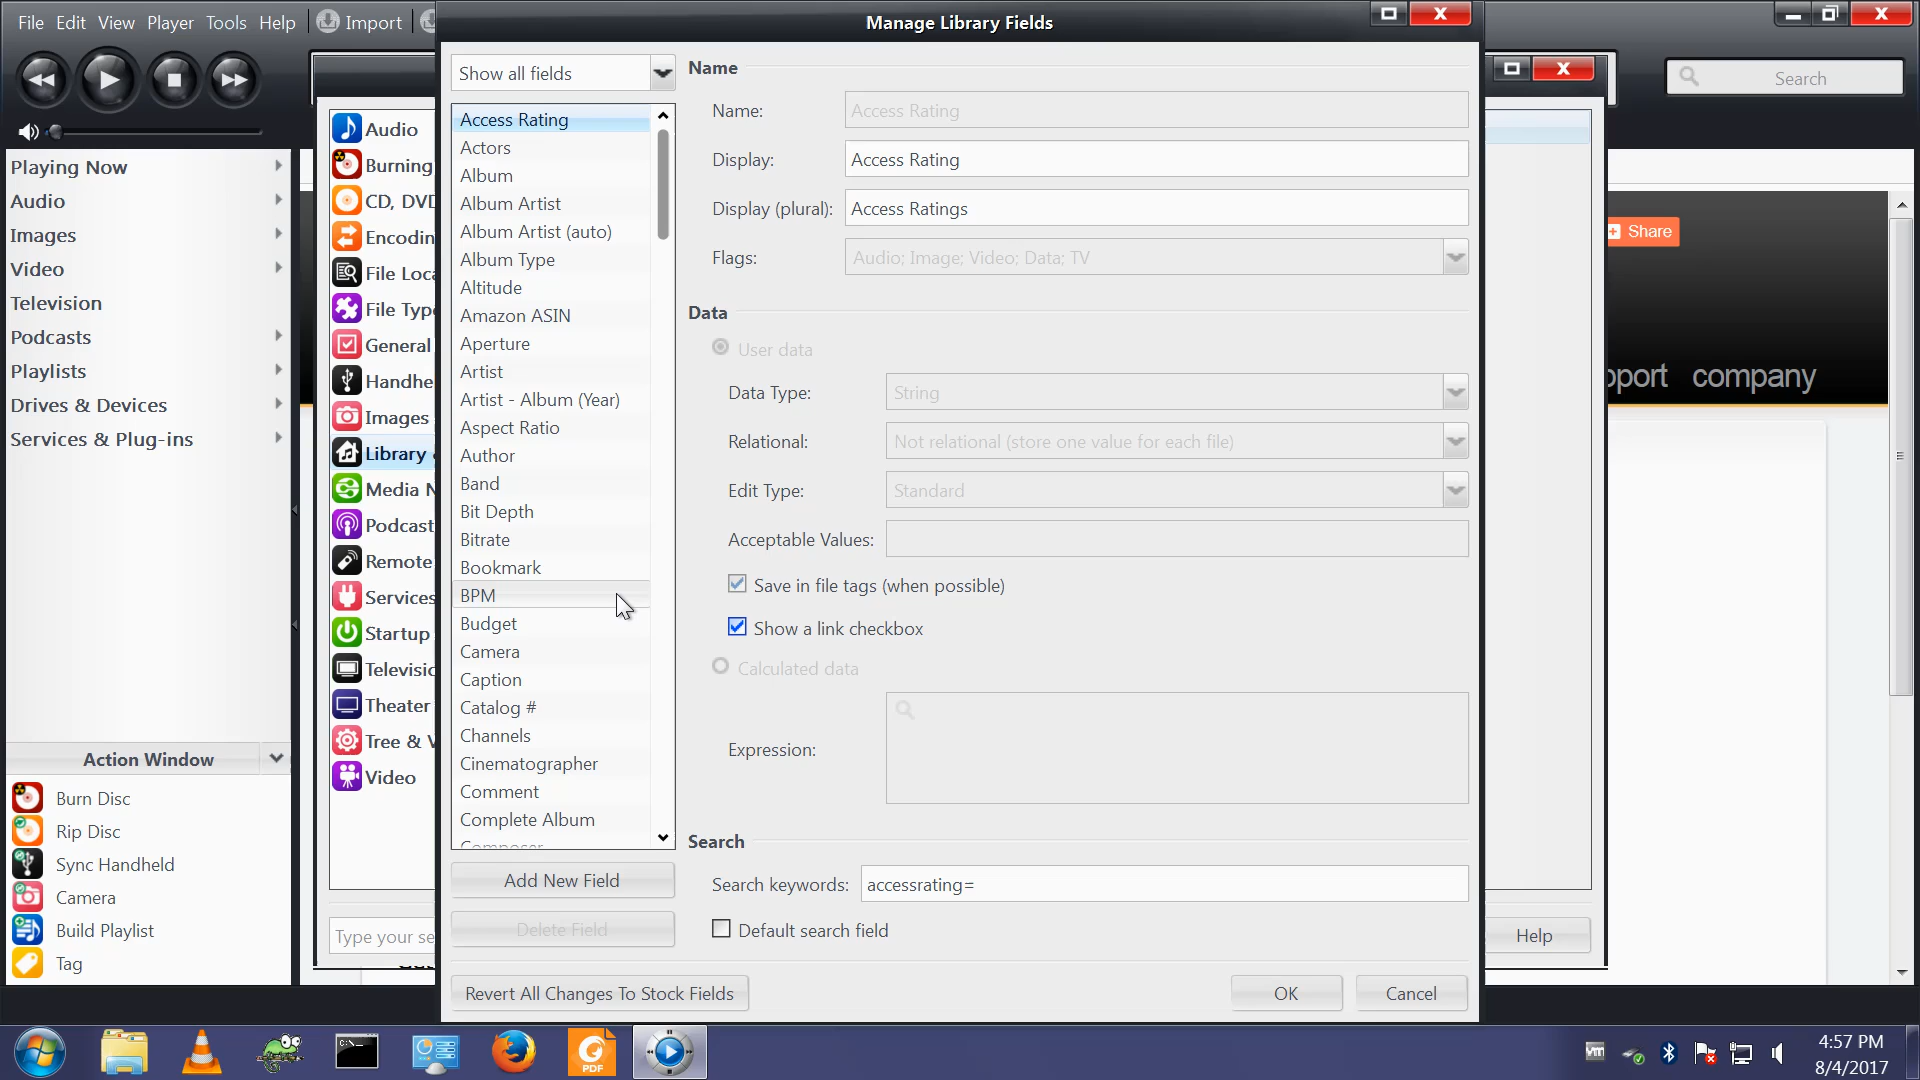 File Edit View Player Tools Help Import
Manage Library Fields
Search
Playing Now
Audio
Images
Video
Television
Podcasts
Playlists
Drives & Devices
Services & Plug-ins
Action Window
Burn Disc
Rip Disc
Sync Handheld
Camera
Build Playlist
Tag
Audio
Burning
CD, DVD
Encodin
File Loca
File Type
General
Handhe
Images
Library
Media N
Podcast
Remote
Services
Startup
Televisio
Theater
Tree & V
Video
Type your se
Show all fields
Access Rating
Actors
Album
Album Artist
Album Artist (auto)
Album Type
Altitude
Amazon ASIN
Aperture
Artist
Artist - Album (Year)
Aspect Ratio
Author
Band
Bit Depth
Bitrate
Bookmark
BPM
Budget
Camera
Caption
Catalog #
Channels
Cinematographer
Comment
Complete Album
Composer
Add New Field
Delete Field
Revert All Changes To Stock Fields
Name
Name: Access Rating
Display: Access Rating
Display (plural): Access Ratings
Flags: Audio; Image; Video; Data; TV
Data
User data
Data Type: String
Relational: Not relational (store one value for each file)
Edit Type: Standard
Acceptable Values:
Save in file tags (when possible)
Show a link checkbox
Calculated data
Expression:
Search
Search keywords: accessrating=
Default search field
OK Cancel
Share
pport company
Help
PDF
4:57 PM
8/4/2017